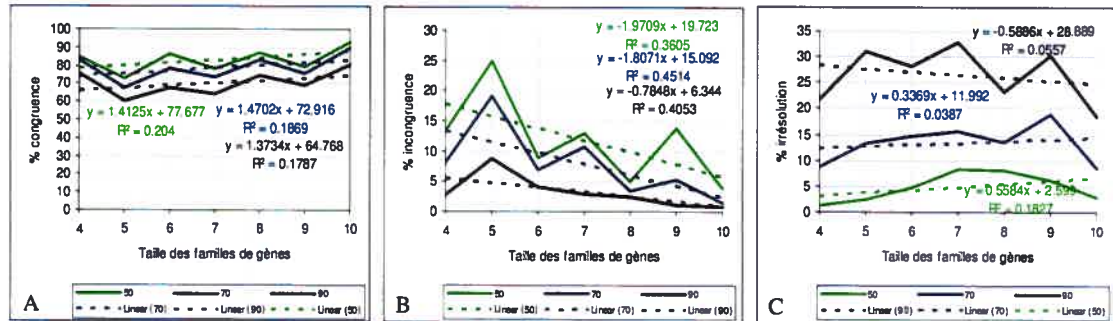 % congruence
100
90
80
70
60
50
40
30
20
10
0
y = 1.4125x + 77.677
R² = 0.204
y = 1.4702x + 72.916
R² = 0.1869
y = 1.3734x + 64.768
R² = 0.1787
4 5 6 7 8 9 10
Taille des familles de gènes
A
50 70 90
Linear (70) Linear (90) Linear (50)
% incongruence
30
25
20
15
10
5
0
y = -1.9709x + 19.723
R² = 0.3605
y = -1.8071x + 15.092
R² = 0.4514
y = -0.7848x + 6.344
R² = 0.4053
4 5 6 7 8 9 10
Taille des familles de gènes
B
50 70 90
Linear (50) Linear (70) Linear (90)
% irrésolution
35
30
25
20
15
10
5
0
y = -0.5886x + 28.889
R² = 0.0557
y = 0.3369x + 11.992
R² = 0.0387
y = 0.5584x + 2.599
R² = 0.1827
4 5 6 7 8 9 10
Taille des familles de gènes
C
50 70 90
Linear (90) Linear (70) Linear (50)